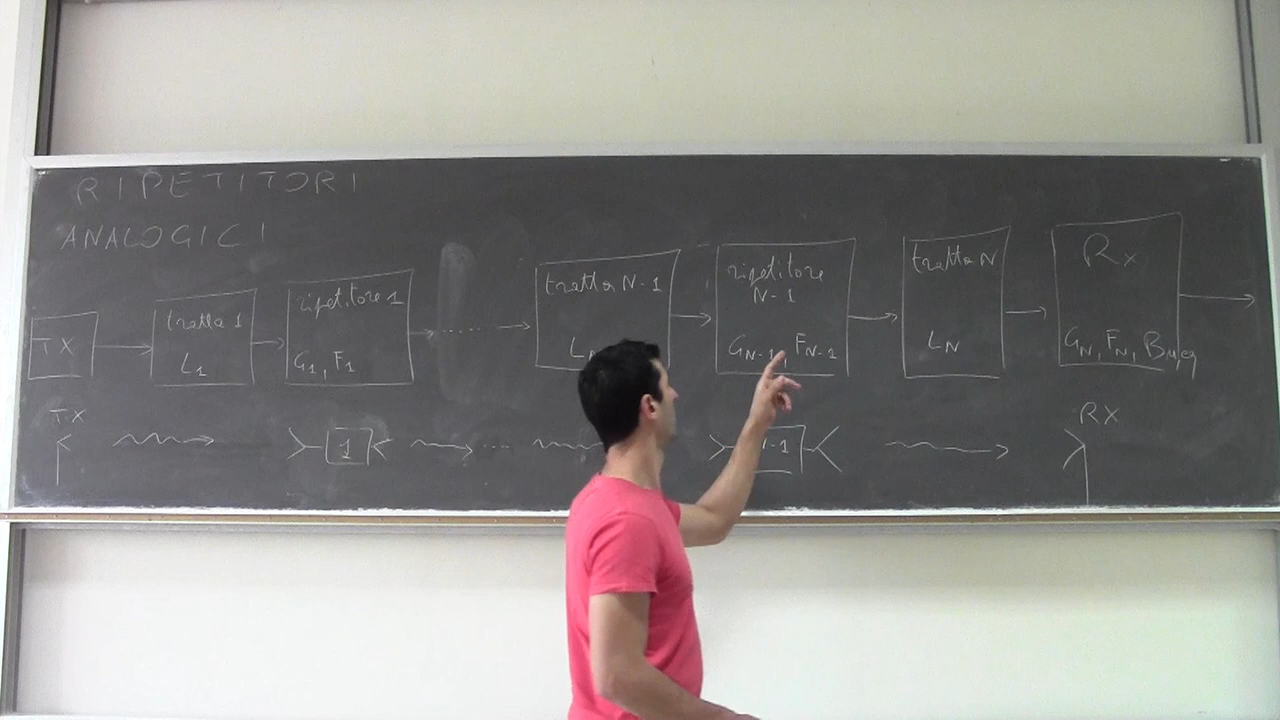 RIPETITORI
ANALOGICI
TX
tratta 1
L1
ripetitore 1
G1, F1
tratta N-1
ripetitore
N-1
GN-1, FN-1
tratta N
LN
Rx
GN, FN, Beq
TX
1
RX